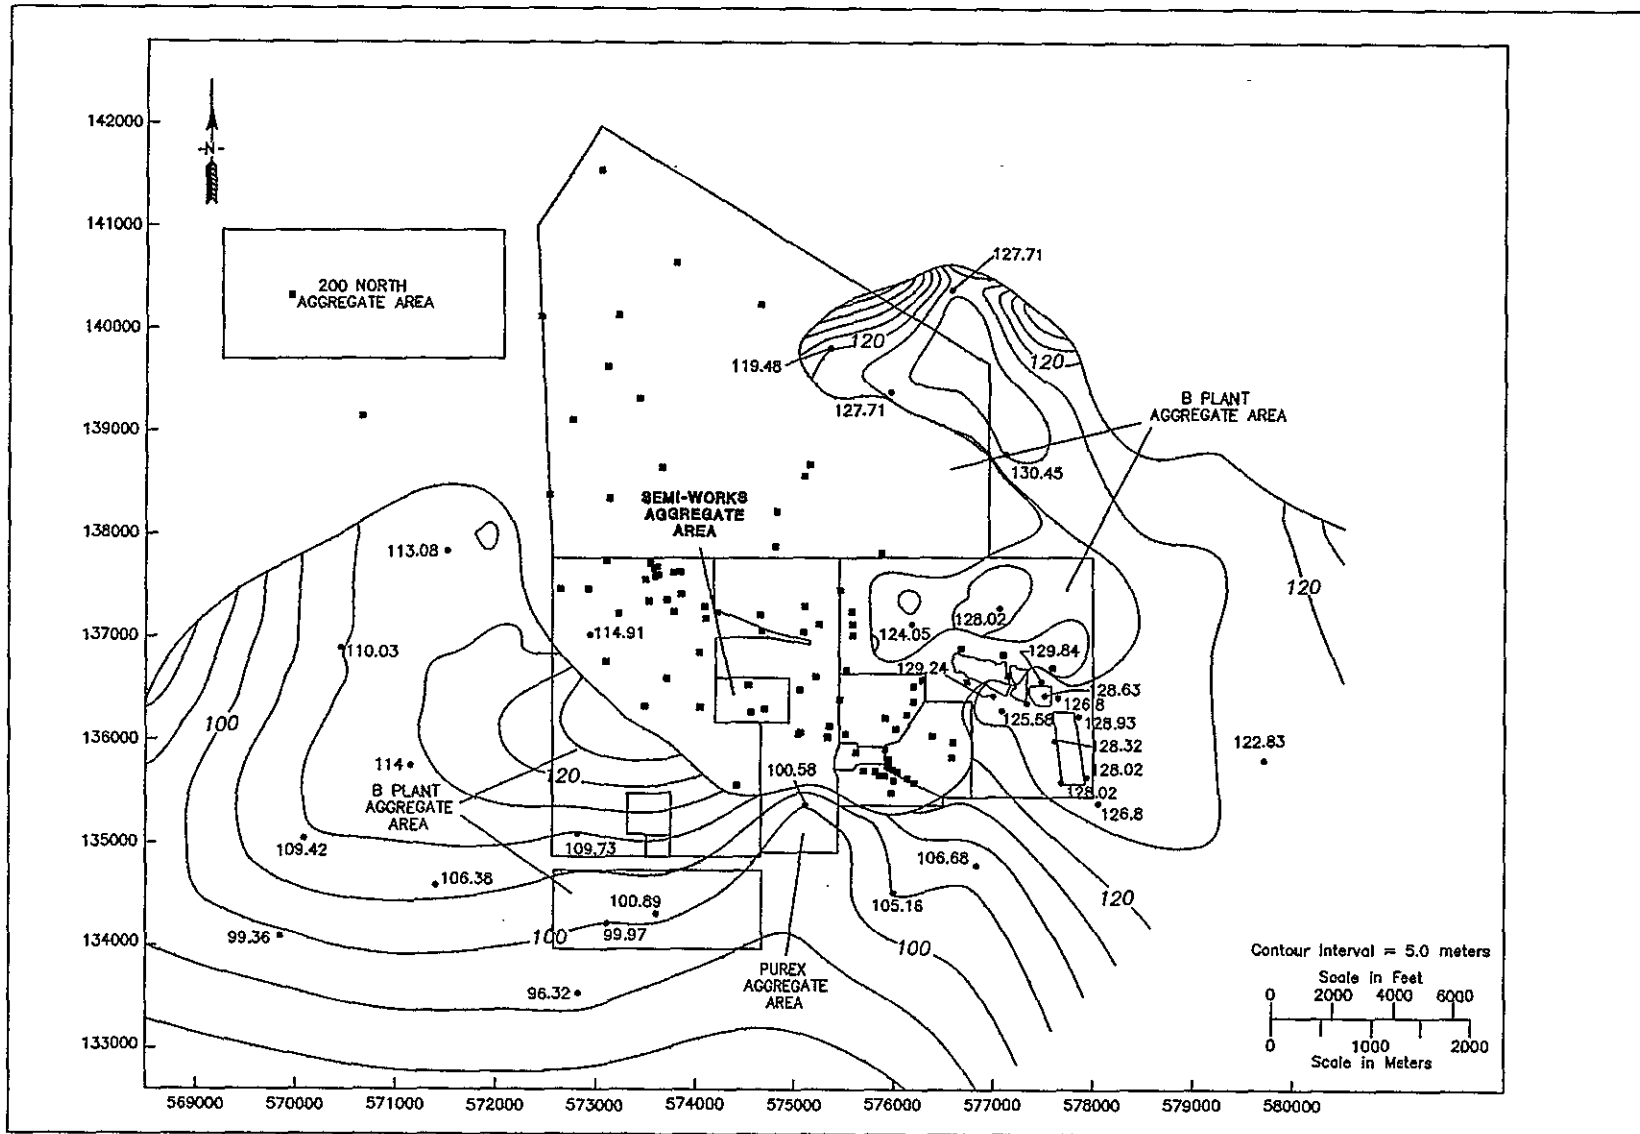 142000
141000
140000
139000
138000
137000
136000
135000
134000
133000
-N-
200 NORTH
AGGREGATE AREA
127.71
120
120
119.48
127.71
B PLANT
AGGREGATE AREA
130.45
SEMI-WORKS
AGGREGATE
AREA
113.08
120
114.91
124.05
128.02
110.03
129.24
129.84
28.63
126.8
125.58
128.93
100
28.32
122.83
114
100.58
28.02
120
128.02
B PLANT
AGGREGATE
AREA
126.8
109.42
109.73
106.68
106.38
105.16
120
100.89
99.36
100
99.97
100
PUREX
AGGREGATE
AREA
96.32
Contour Interval = 5.0 meters
Scale in Feet
0 2000 4000 6000
0 1000 2000
Scale in Meters
569000 570000 571000 572000 573000 574000 575000 576000 577000 578000 579000 580000